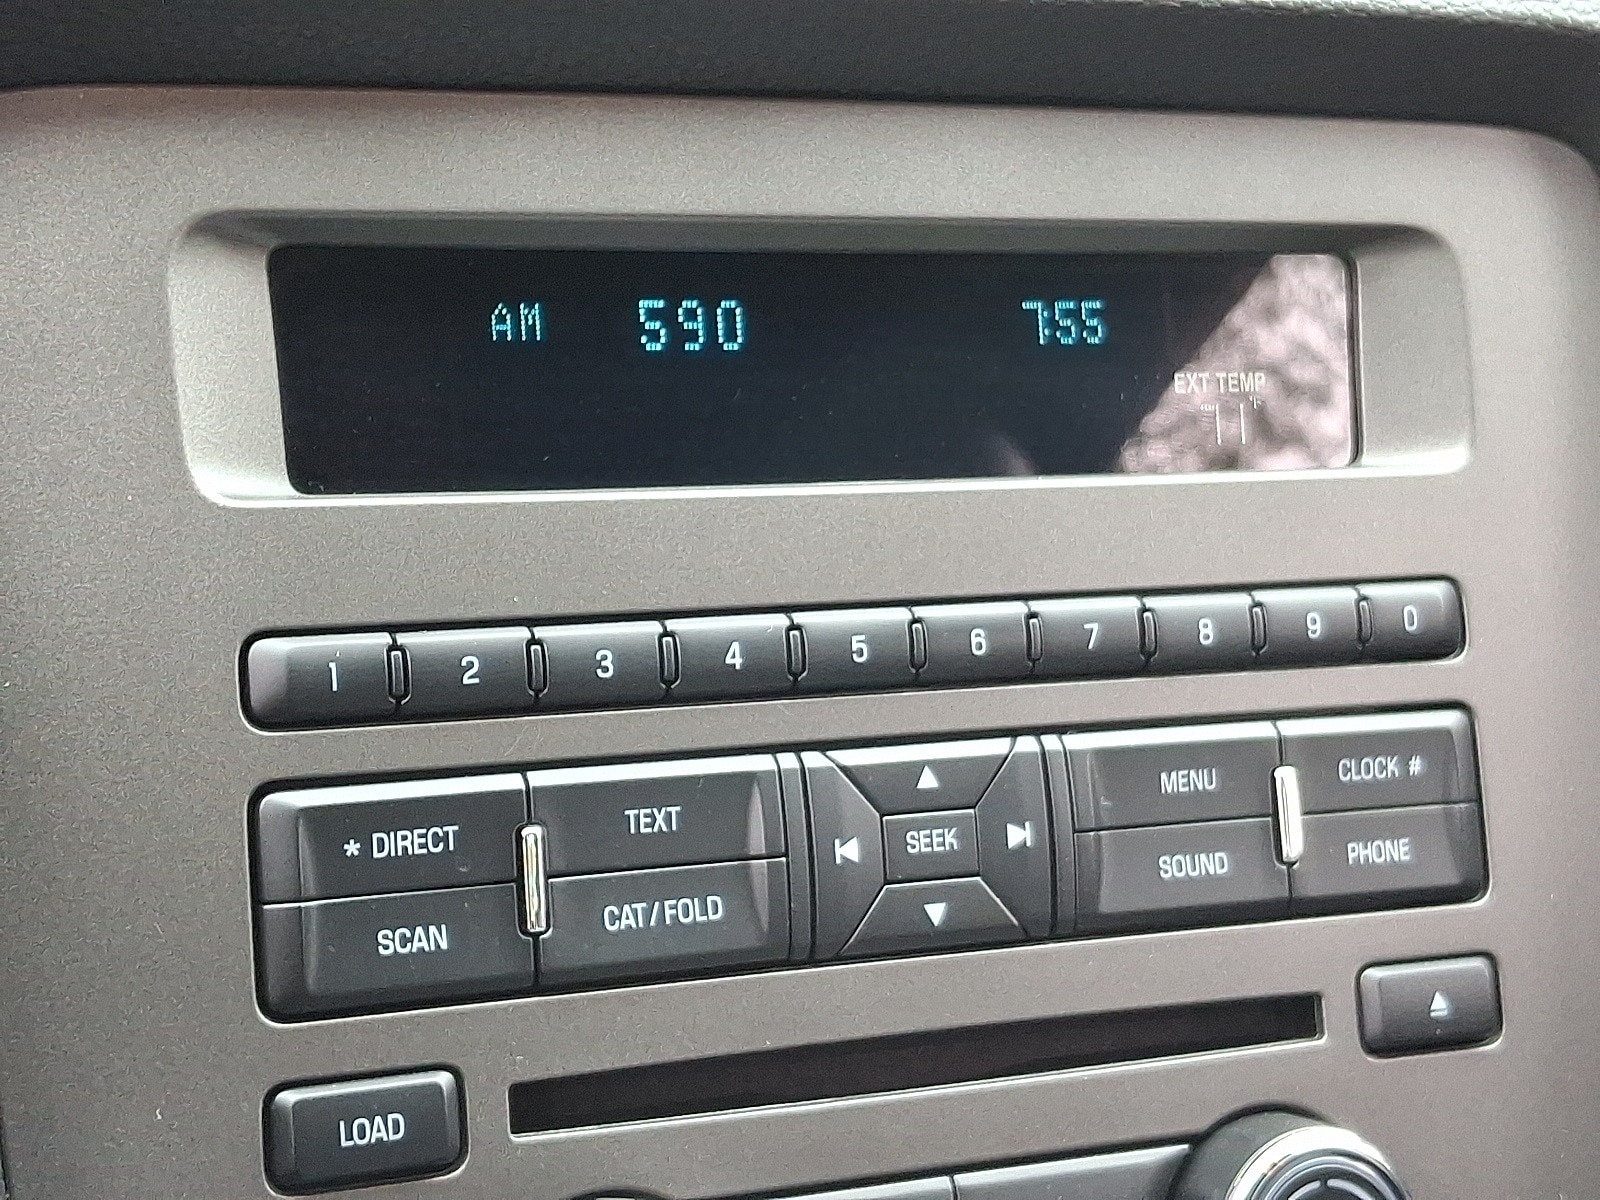 AM 590 7:55
EXT TEMP
71°F
1 2 3 4 5 6 7 8 9 0
* DIRECT TEXT SEEK MENU CLOCK #
SCAN CAT/FOLD SOUND PHONE
LOAD